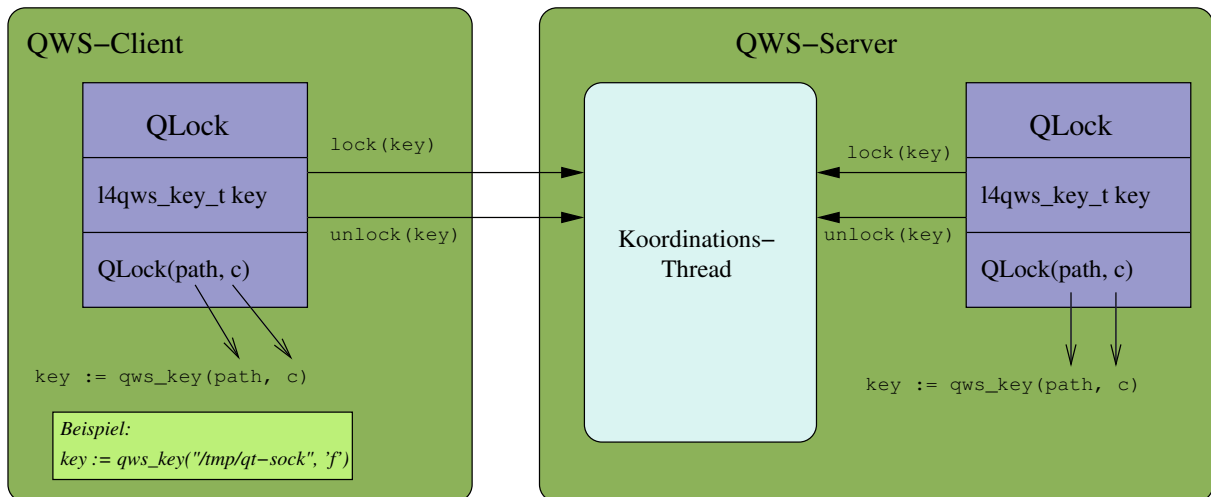 QWS−Client
QLock
l4qws_key_t key
QLock(path, c)
lock(key)
unlock(key)
key := qws_key(path, c)
Beispiel:
key := qws_key("/tmp/qt-sock", 'f')
QWS−Server
Koordinations−
Thread
lock(key)
unlock(key)
QLock
l4qws_key_t key
QLock(path, c)
key := qws_key(path, c)